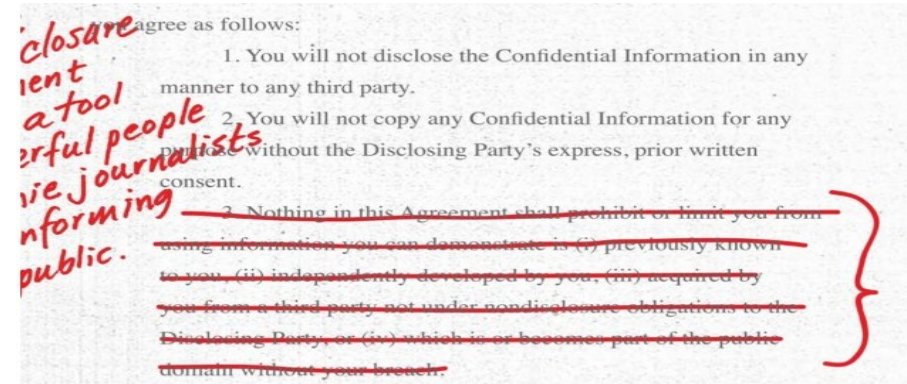 closure
ent
a tool
erful people
ie journalists
nforming
public.
you agree as follows:
1. You will not disclose the Confidential Information in any
manner to any third party.
2. You will not copy any Confidential Information for any
purpose without the Disclosing Party’s express, prior written
consent.
3. Nothing in this Agreement shall prohibit or limit you from
using information you can demonstrate is (i) previously known
to you, (ii) independently developed by you, (iii) acquired by
you from a third party not under nondisclosure obligations to the
Disclosing Party, or (iv) which is or becomes part of the public
domain without your breach.